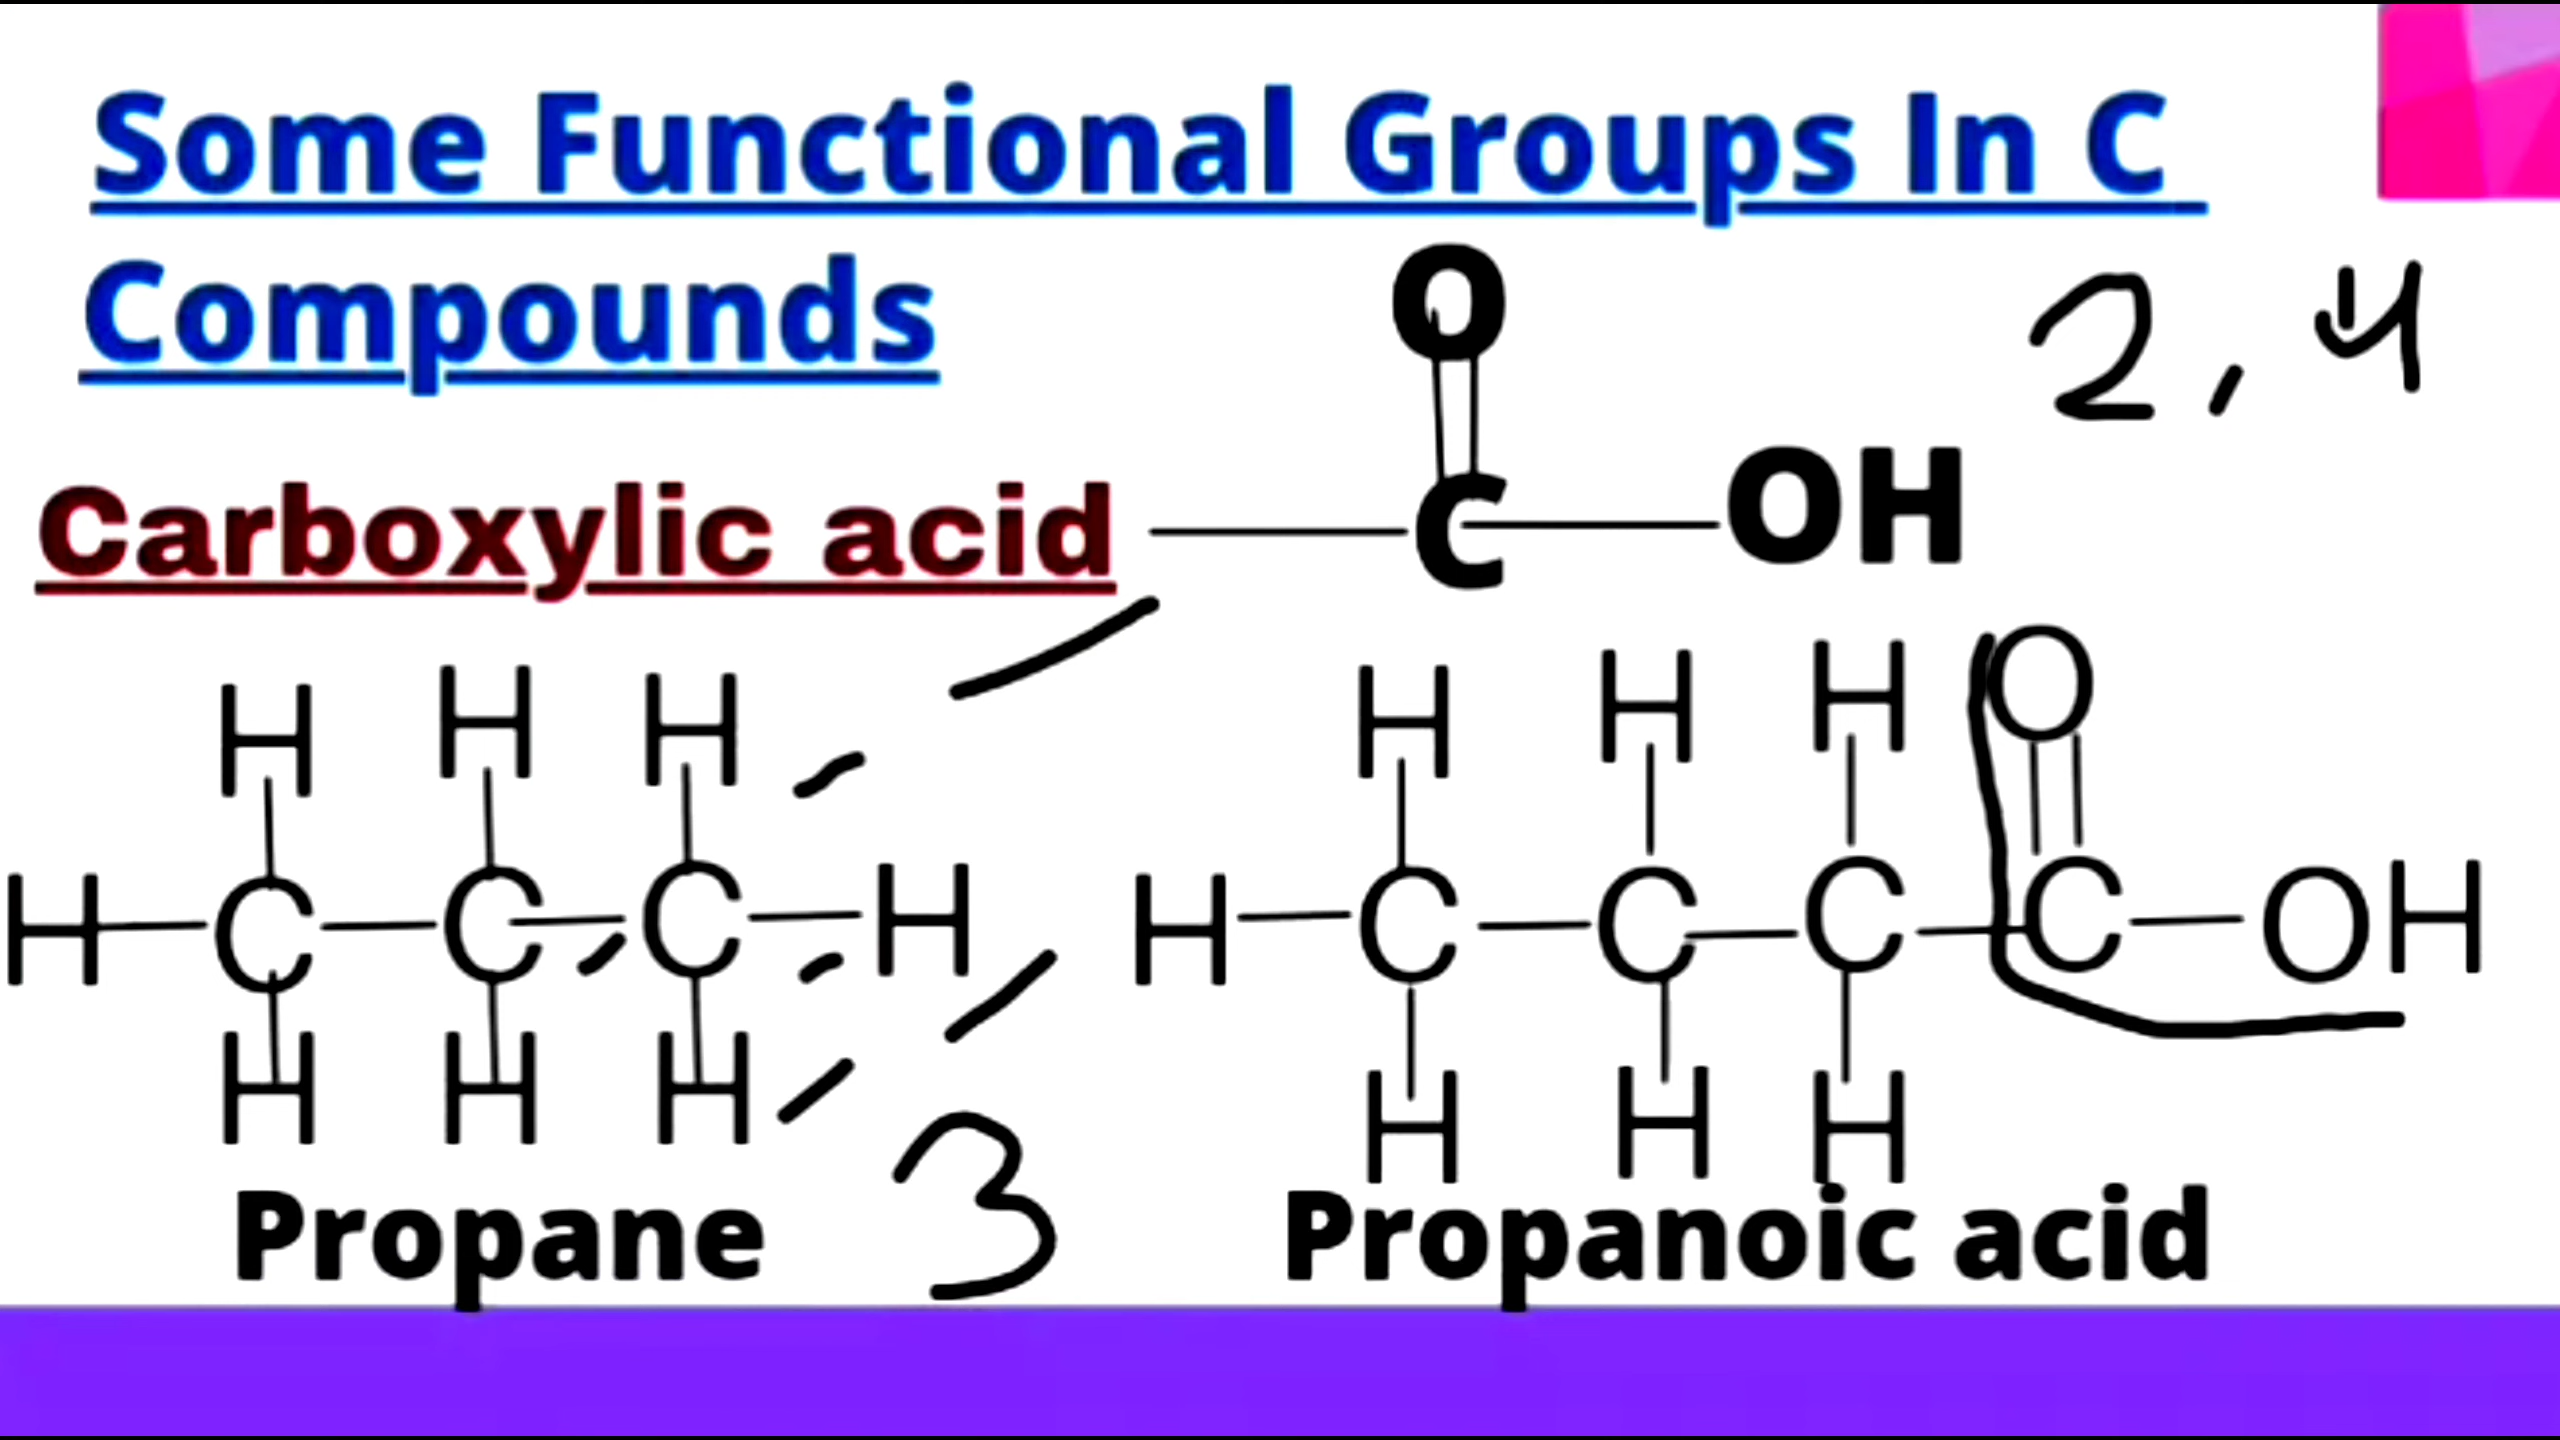 Some Functional Groups In C
Compounds
2, 4
O
Carboxylic acid
C OH
H H H H H H O
H C C C H H C C C C OH
H H H H H H
3
Propane Propanoic acid